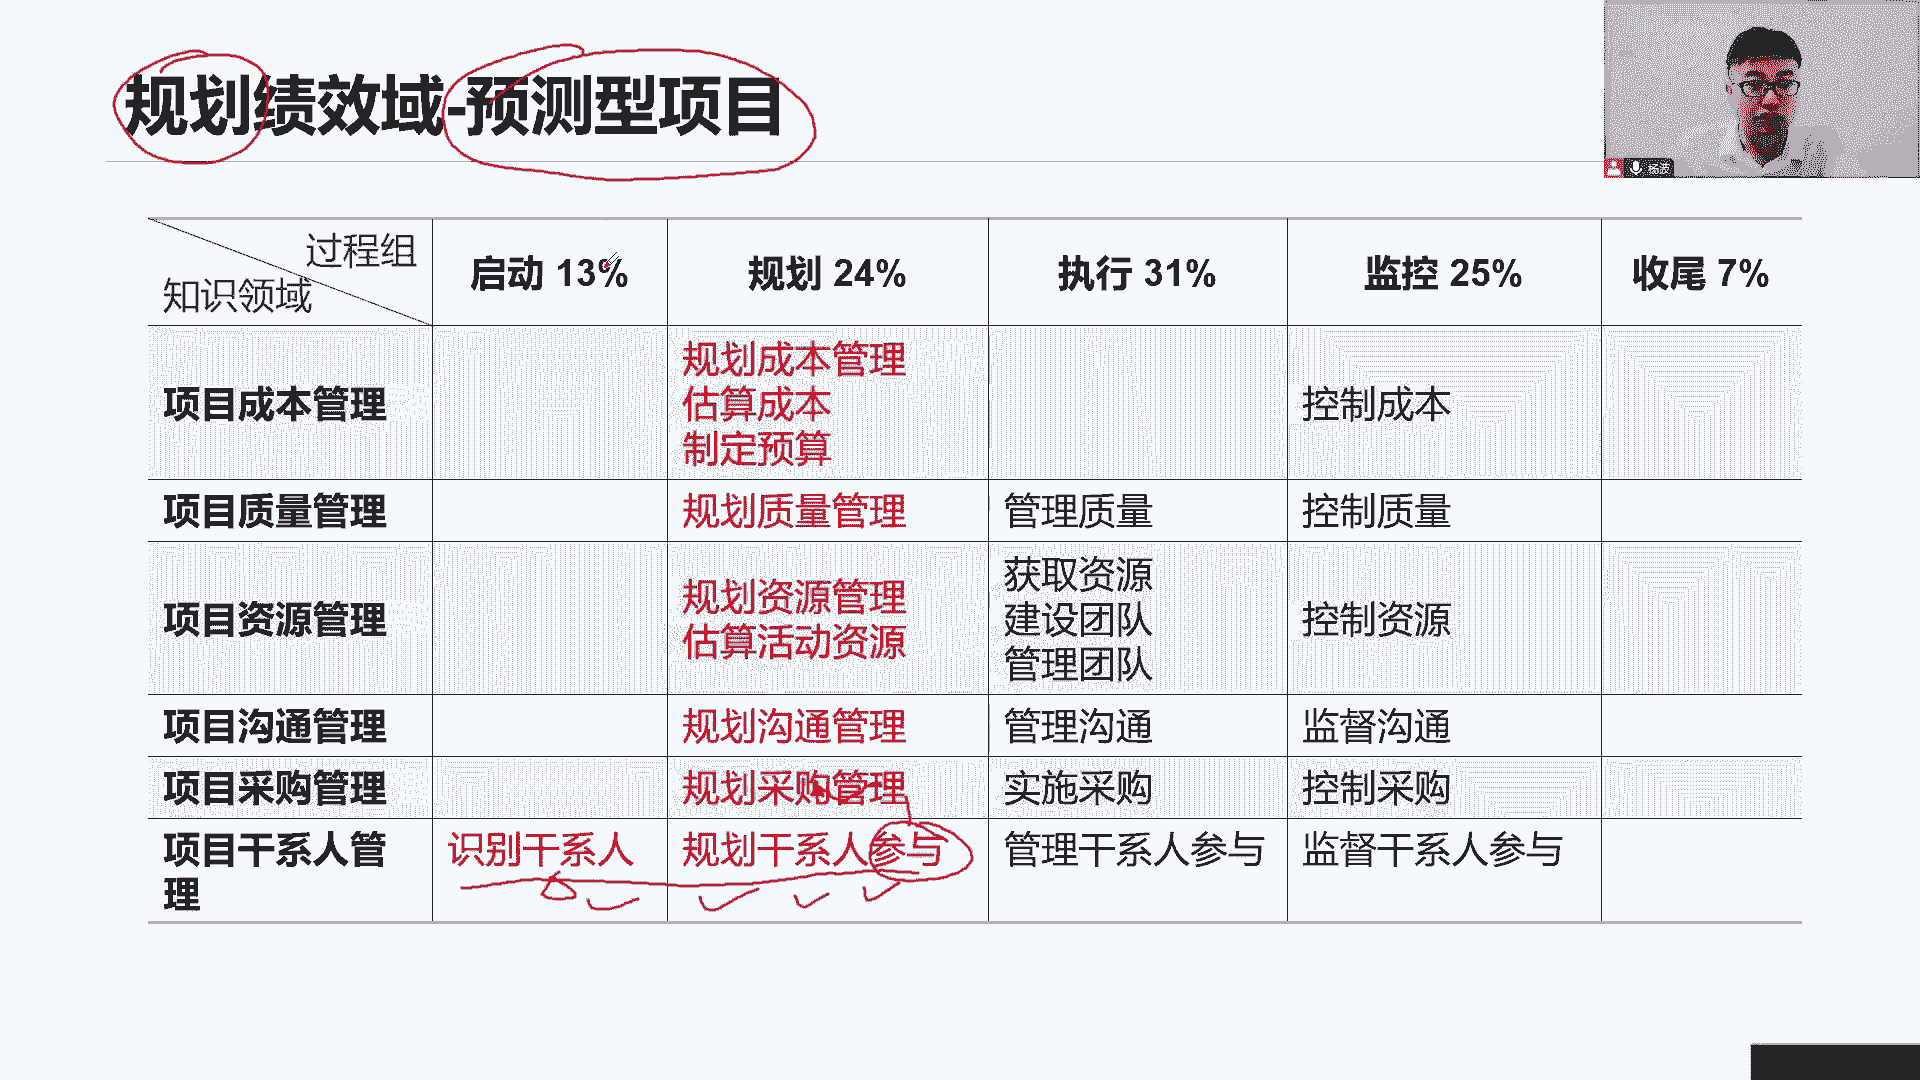 规划绩效域-预测型项目
杨波
过程组
知识领域
启动 13%
规划 24%
执行 31%
监控 25%
收尾 7%
项目成本管理
规划成本管理
估算成本
制定预算
控制成本
项目质量管理
规划质量管理
管理质量
控制质量
项目资源管理
规划资源管理
估算活动资源
获取资源
建设团队
管理团队
控制资源
项目沟通管理
规划沟通管理
管理沟通
监督沟通
项目采购管理
规划采购管理
实施采购
控制采购
项目干系人管
理
识别干系人
规划干系人参与
管理干系人参与
监督干系人参与